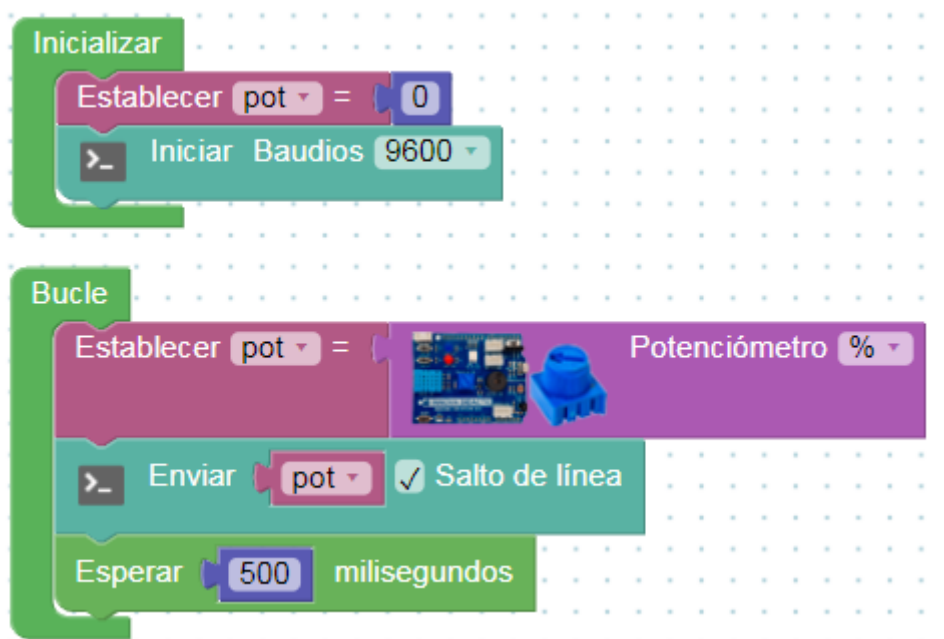 Inicializar
Establecer pot = 0
>_ Iniciar Baudios 9600
Bucle
Establecer pot = Potenciómetro %
>_ Enviar pot ✓ Salto de línea
Esperar 500 milisegundos